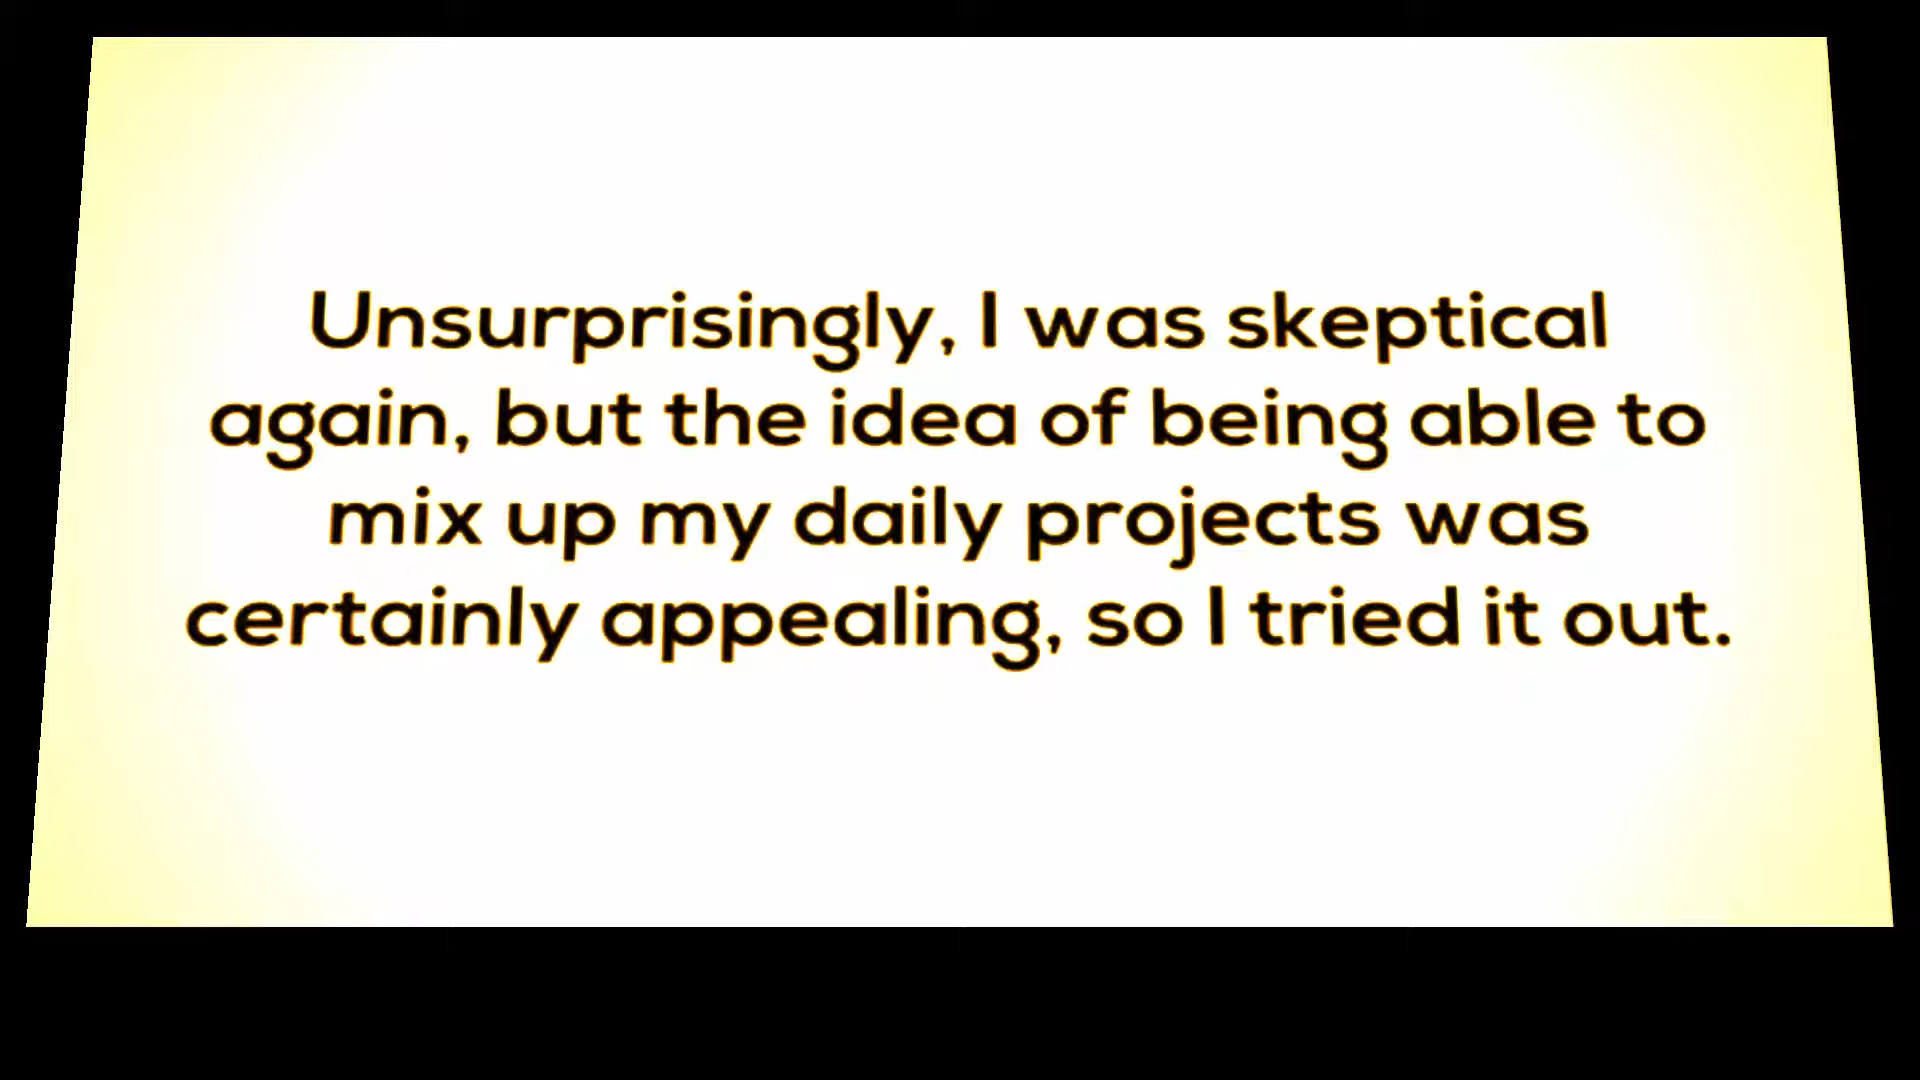 Unsurprisingly, I was skeptical
again, but the idea of being able to
mix up my daily projects was
certainly appealing, so I tried it out.